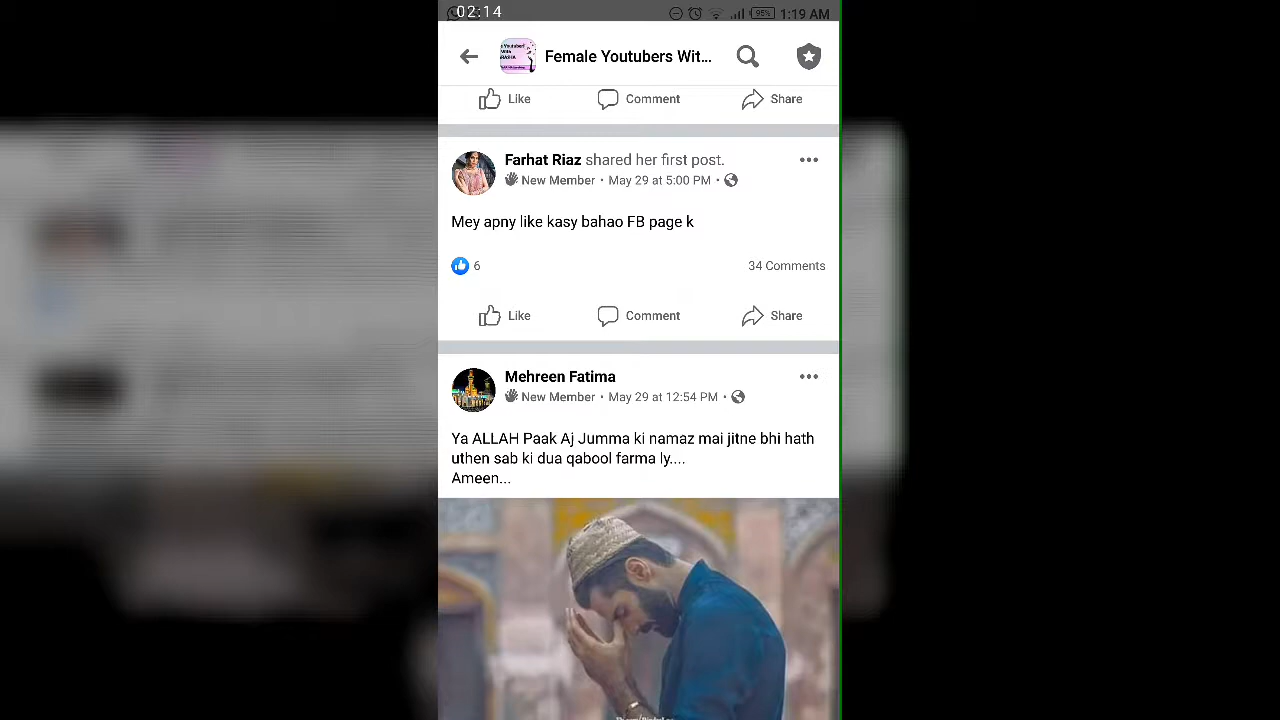 02:14
95%
1:19 AM
Female Youtubers Wit...
Like
Comment
Share
Farhat Riaz shared her first post.
New Member • May 29 at 5:00 PM •
Mey apny like kasy bahao FB page k
6
34 Comments
Like
Comment
Share
Mehreen Fatima
New Member • May 29 at 12:54 PM •
Ya ALLAH Paak Aj Jumma ki namaz mai jitne bhi hath
uthen sab ki dua qabool farma ly....
Ameen...